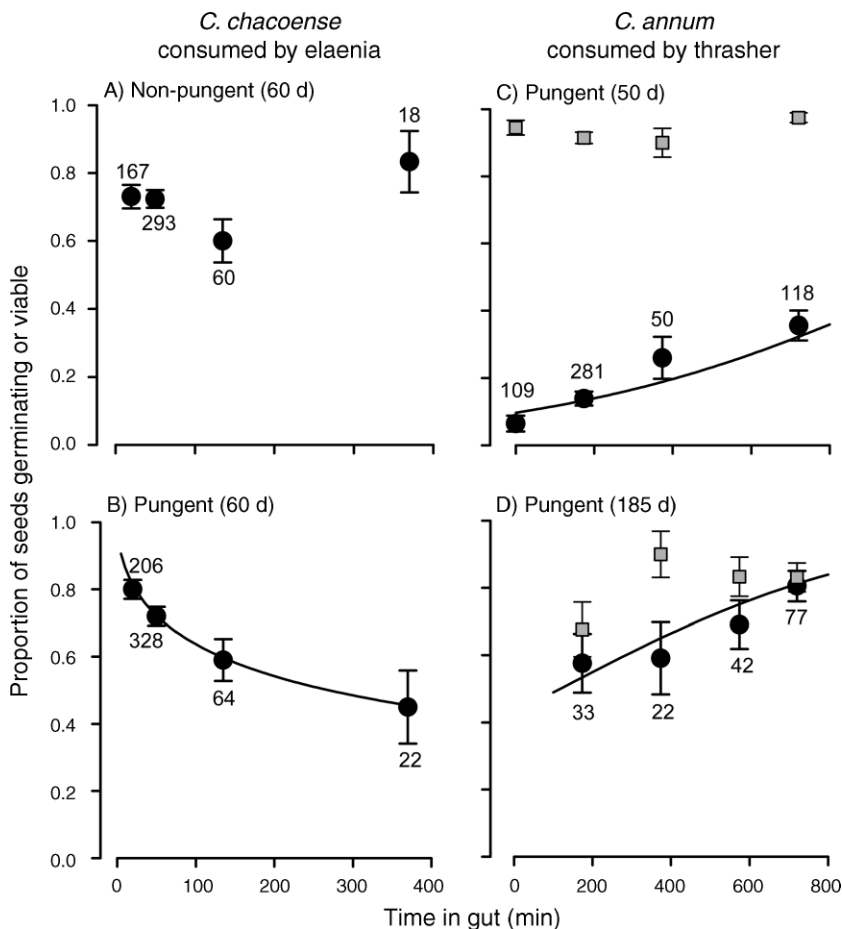 C. chacoense
consumed by elaenia
C. annum
consumed by thrasher
Proportion of seeds germinating or viable
A) Non-pungent (60 d)
1.0
0.8
0.6
0.4
0.2
0.0
167
293
60
18
C) Pungent (50 d)
109
281
50
118
B) Pungent (60 d)
1.0
0.8
0.6
0.4
0.2
0.0
206
328
64
22
0 100 200 300 400
D) Pungent (185 d)
33
22
42
77
0 200 400 600 800
Time in gut (min)